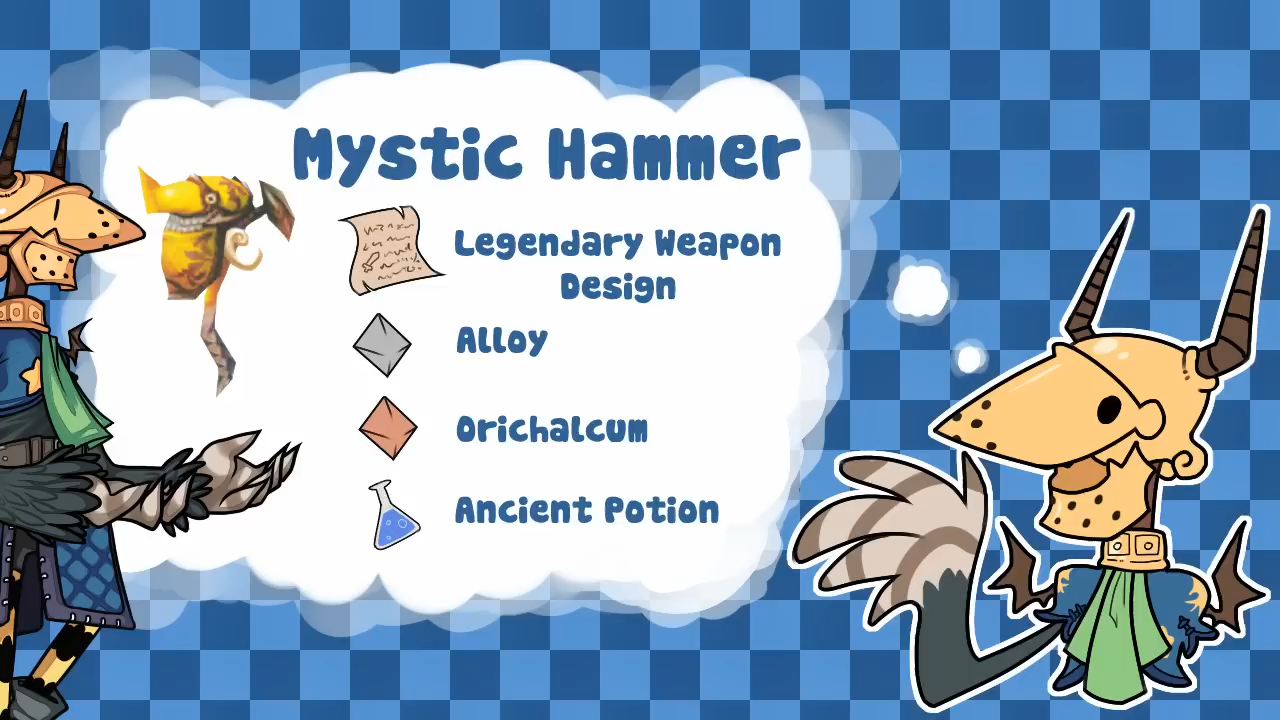 Mystic Hammer
Legendary Weapon
Design
Alloy
Orichalcum
Ancient Potion